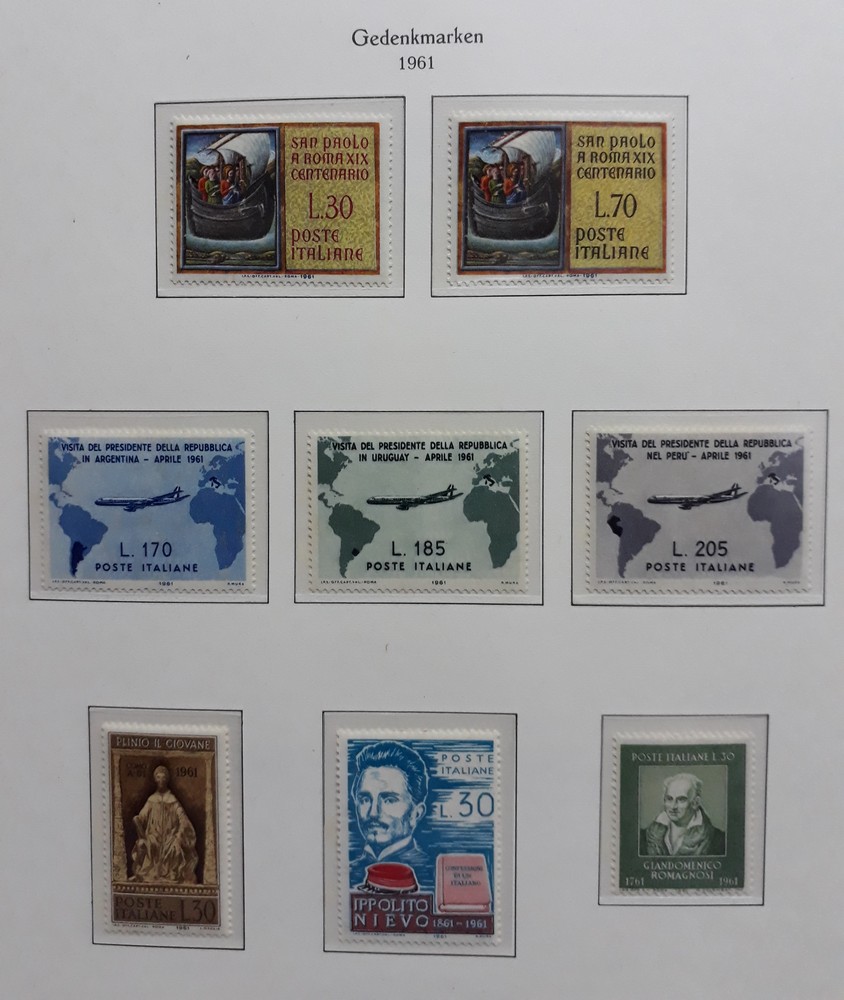 Gedenkmarken
1961
SAN PAOLO
A ROMA XIX
CENTENARIO
L.30
POSTE
ITALIANE
1961
SAN PAOLO
A ROMA XIX
CENTENARIO
L.70
POSTE
ITALIANE
1961
VISITA DEL PRESIDENTE DELLA REPUBBLICA
IN ARGENTINA - APRILE 1961
L. 170
POSTE ITALIANE
1961
VISITA DEL PRESIDENTE DELLA REPUBBLICA
IN URUGUAY - APRILE 1961
L. 185
POSTE ITALIANE
1961
VISITA DEL PRESIDENTE DELLA REPUBBLICA
NEL PERU' - APRILE 1961
L. 205
POSTE ITALIANE
1961
PLINIO IL GIOVANE
1961
POSTE
ITALIANE L.30
1961
POSTE
ITALIANE
L.30
CONFESSIONI
DI UN
ITALIANO
IPPOLITO
NIEVO 1861-1961
POSTE ITALIANE L.30
GIANDOMENICO
ROMAGNOSI
1761 1961